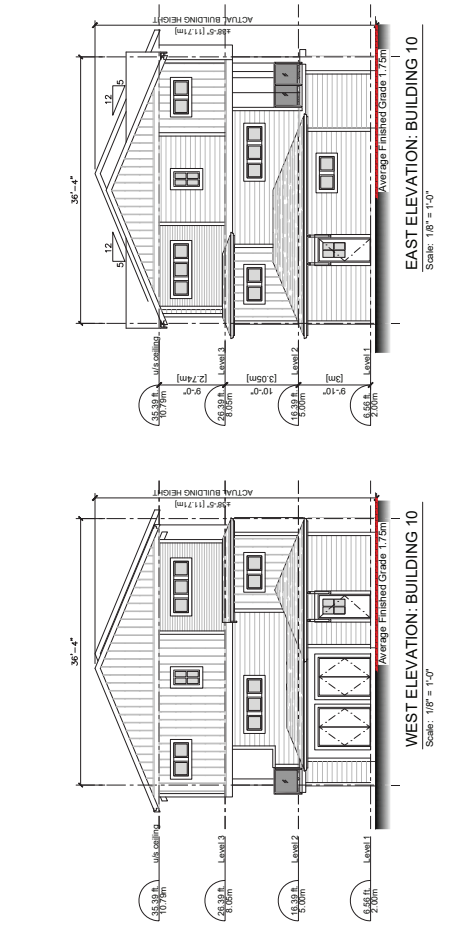 36'-4"
12
5
12
5
ACTUAL BUILDING HEIGHT
±38'-5" [11.71m]
u/s ceiling
35.39 ft
10.79m
9'-0"
[2.74m]
Level 3
26.39 ft
8.05m
10'-0"
[3.05m]
Level 2
16.39 ft
5.00m
9'-10"
[3m]
Level 1
6.56 ft
2.00m
Average Finished Grade 1.75m
EAST ELEVATION: BUILDING 10
Scale: 1/8" = 1'-0"
36'-4"
ACTUAL BUILDING HEIGHT
±38'-5" [11.71m]
u/s ceiling
35.39 ft
10.79m
Level 3
26.39 ft
8.05m
Level 2
16.39 ft
5.00m
Level 1
6.56 ft
2.00m
Average Finished Grade 1.75m
WEST ELEVATION: BUILDING 10
Scale: 1/8" = 1'-0"